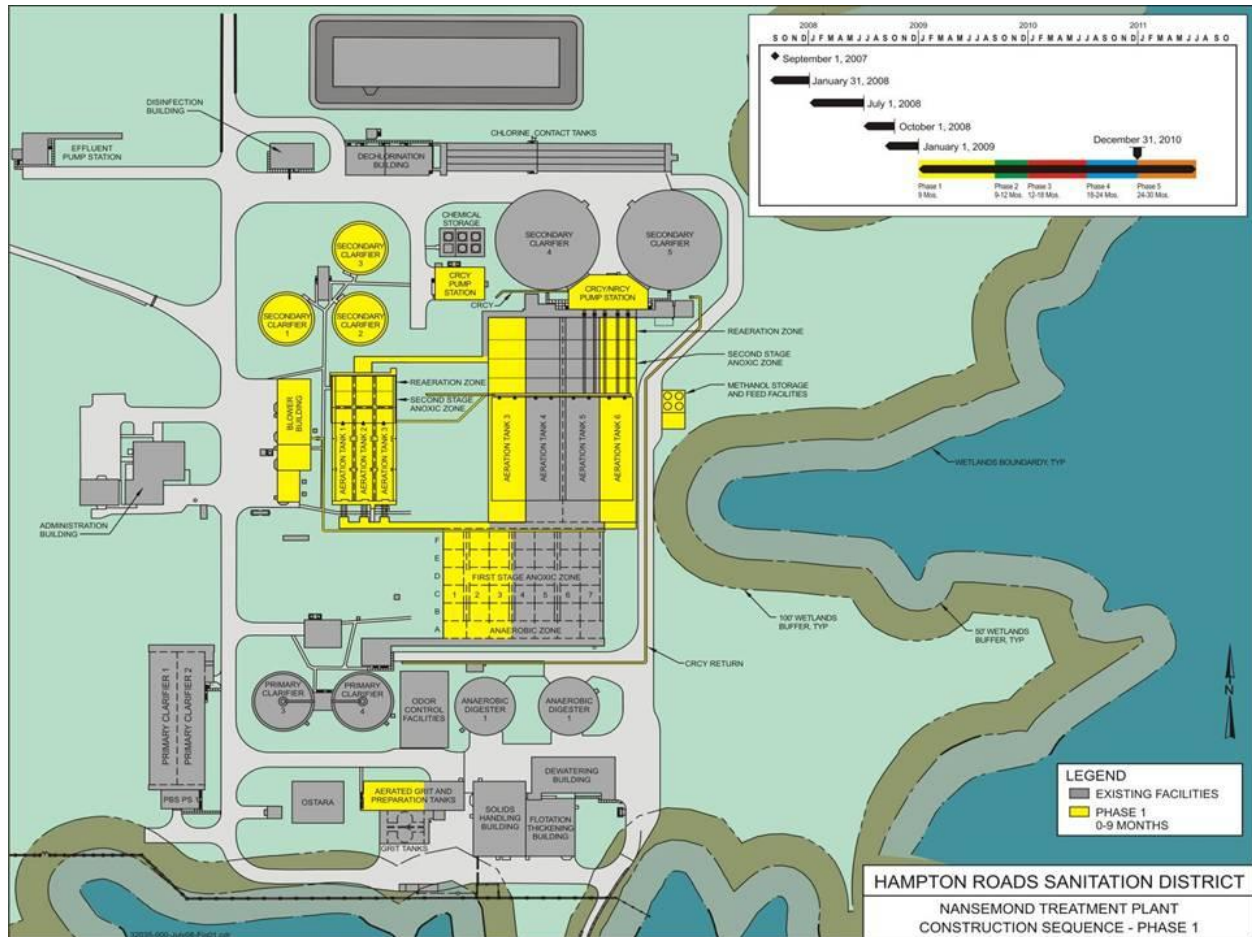 2008 2009 2010 2011
S O N D J F M A M J J A S O N D J F M A M J J A S O N D J F M A M J J A S O N D J F M A M J J A S O
September 1, 2007
January 31, 2008
July 1, 2008
October 1, 2008
January 1, 2009
December 31, 2010
Phase 1
9 Mos.
Phase 2
9-12 Mos.
Phase 3
12-18 Mos.
Phase 4
18-24 Mos.
Phase 5
24-30 Mos.
DISINFECTION
BUILDING
EFFLUENT
PUMP STATION
DECHLORINATION
BUILDING
CHLORINE CONTACT TANKS
CHEMICAL
STORAGE
SECONDARY
CLARIFIER
4
SECONDARY
CLARIFIER
5
SECONDARY
CLARIFIER
3
CRCY
PUMP
STATION
CRCY
CRCY/NRCY
PUMP STATION
SECONDARY
CLARIFIER
1
SECONDARY
CLARIFIER
2
REAERATION ZONE
SECOND STAGE
ANOXIC ZONE
REAERATION ZONE
SECOND STAGE
ANOXIC ZONE
METHANOL STORAGE
AND FEED FACILITIES
BLOWER
BUILDING
AERATION TANK 1
AERATION TANK 2
AERATION TANK 3
AERATION TANK 3
AERATION TANK 4
AERATION TANK 5
AERATION TANK 6
WETLANDS BOUNDARY, TYP
ADMINISTRATION
BUILDING
F
E
D
C
B
A
FIRST STAGE ANOXIC ZONE
1 2 3 4 5 6 7
ANAEROBIC ZONE
100' WETLANDS
BUFFER, TYP
50' WETLANDS
BUFFER, TYP
CRCY RETURN
PRIMARY CLARIFIER 1
PRIMARY CLARIFIER 2
PRIMARY
CLARIFIER
3
PRIMARY
CLARIFIER
4
ODOR
CONTROL
FACILITIES
ANAEROBIC
DIGESTER
1
ANAEROBIC
DIGESTER
1
N
PBS PS
OSTARA
AERATED GRIT AND
PREPARATION TANKS
GRIT TANKS
SOLIDS
HANDLING
BUILDING
DEWATERING
BUILDING
FLOTATION
THICKENING
BUILDING
LEGEND
EXISTING FACILITIES
PHASE 1
0-9 MONTHS
HAMPTON ROADS SANITATION DISTRICT
NANSEMOND TREATMENT PLANT
CONSTRUCTION SEQUENCE - PHASE 1